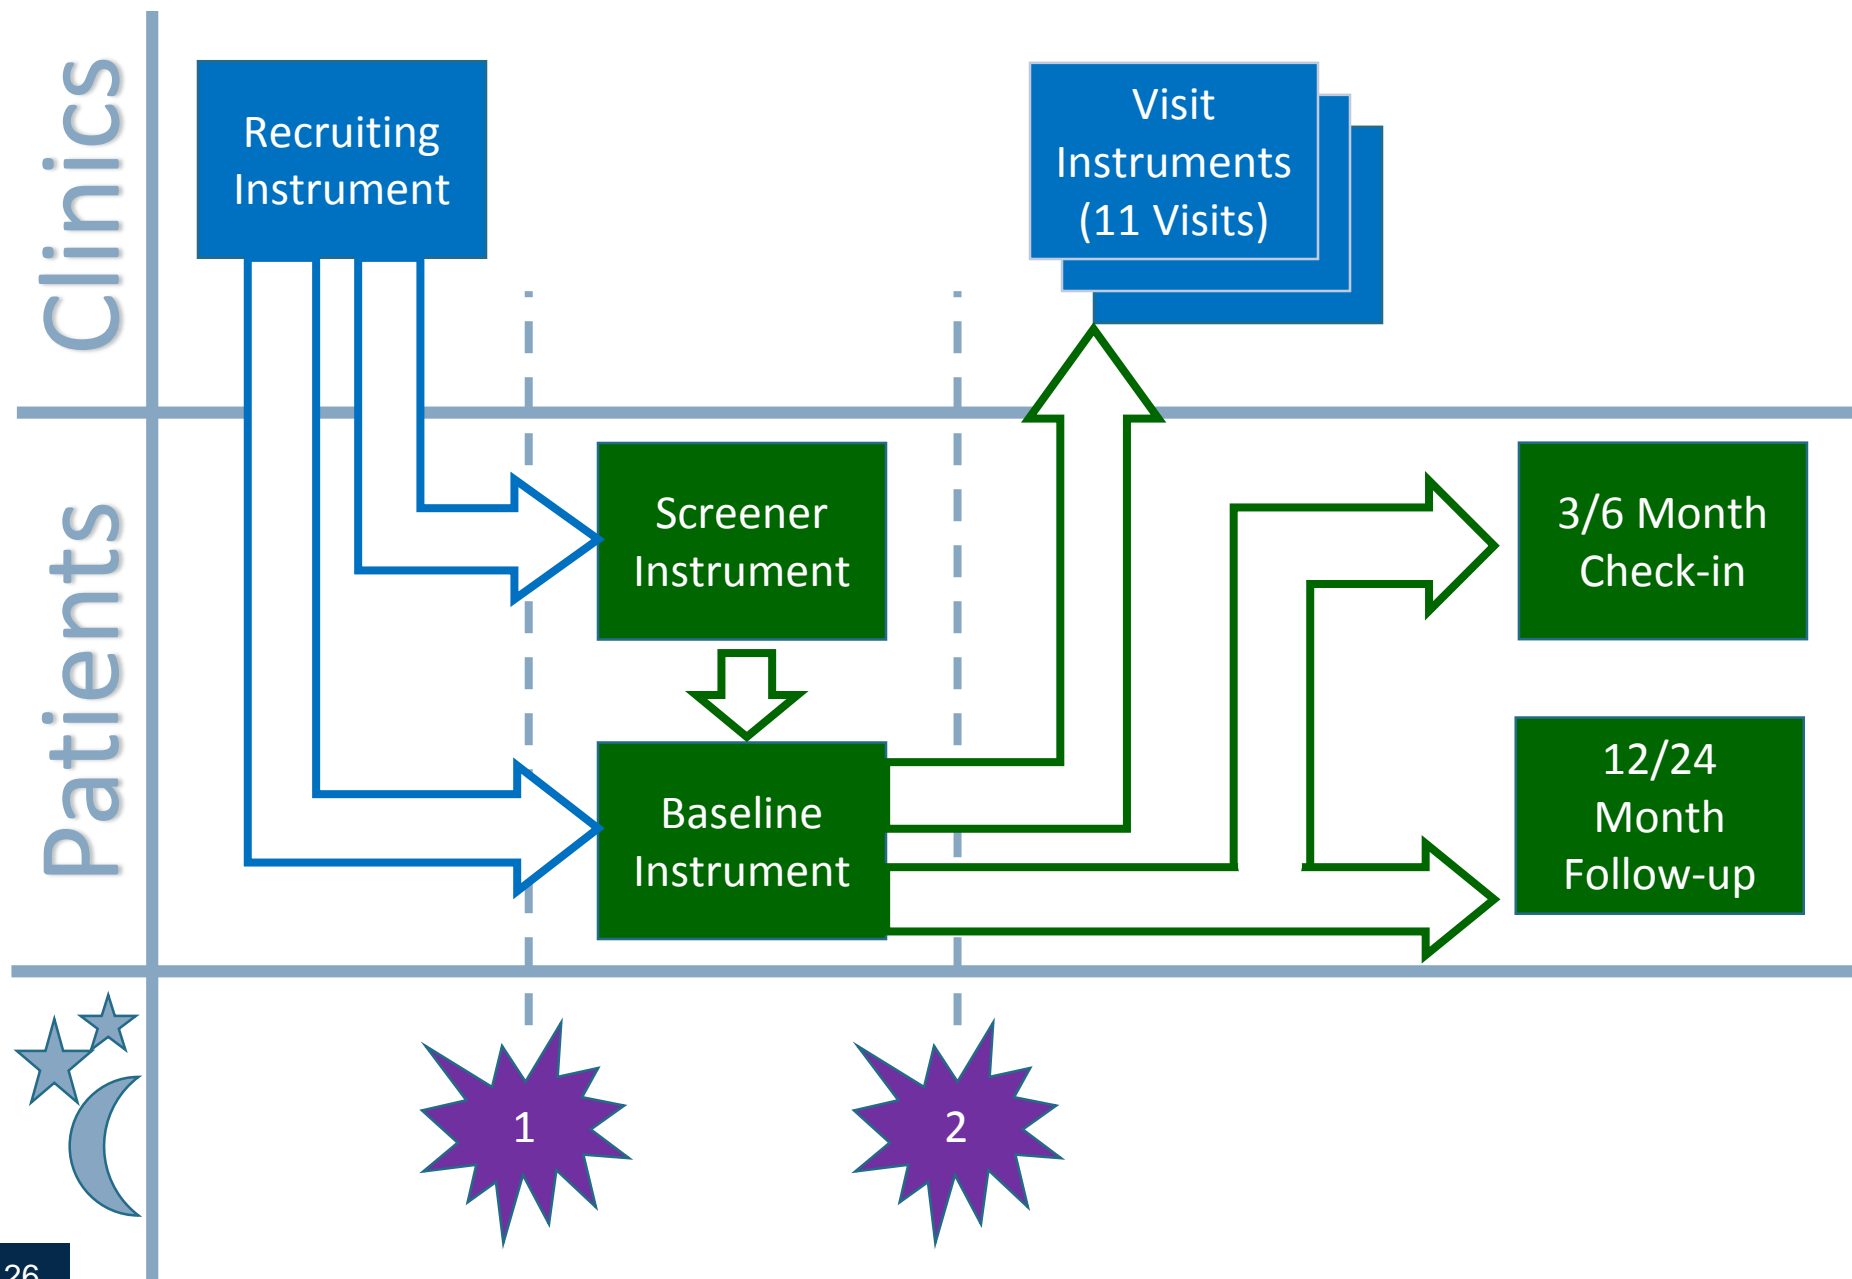 Clinics
Recruiting
Instrument
Visit
Instruments
(11 Visits)
Patients
Screener
Instrument
3/6 Month
Check-in
Baseline
Instrument
12/24
Month
Follow-up
1
2
26